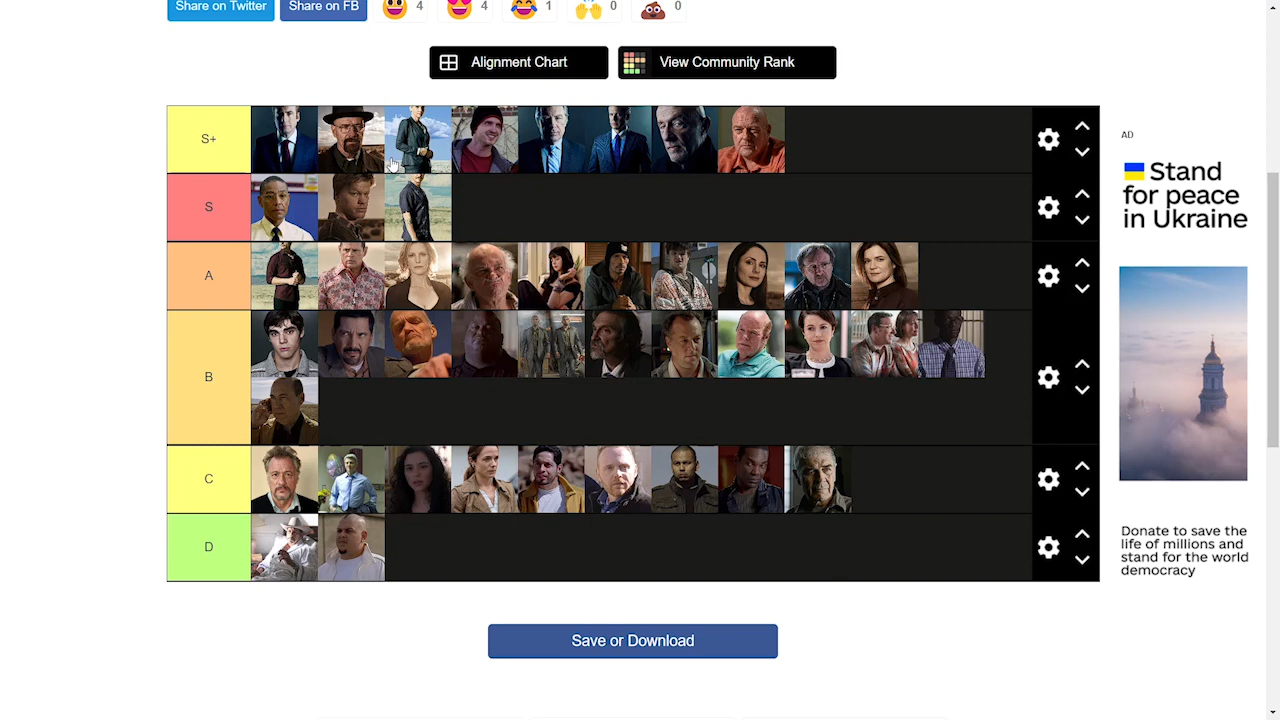 Share on Twitter
Share on FB
4
4
1
0
0
Alignment Chart
View Community Rank
S+
S
A
B
C
D
AD
Stand
for peace
in Ukraine
Donate to save the
life of millions and
stand for the world
democracy
Save or Download